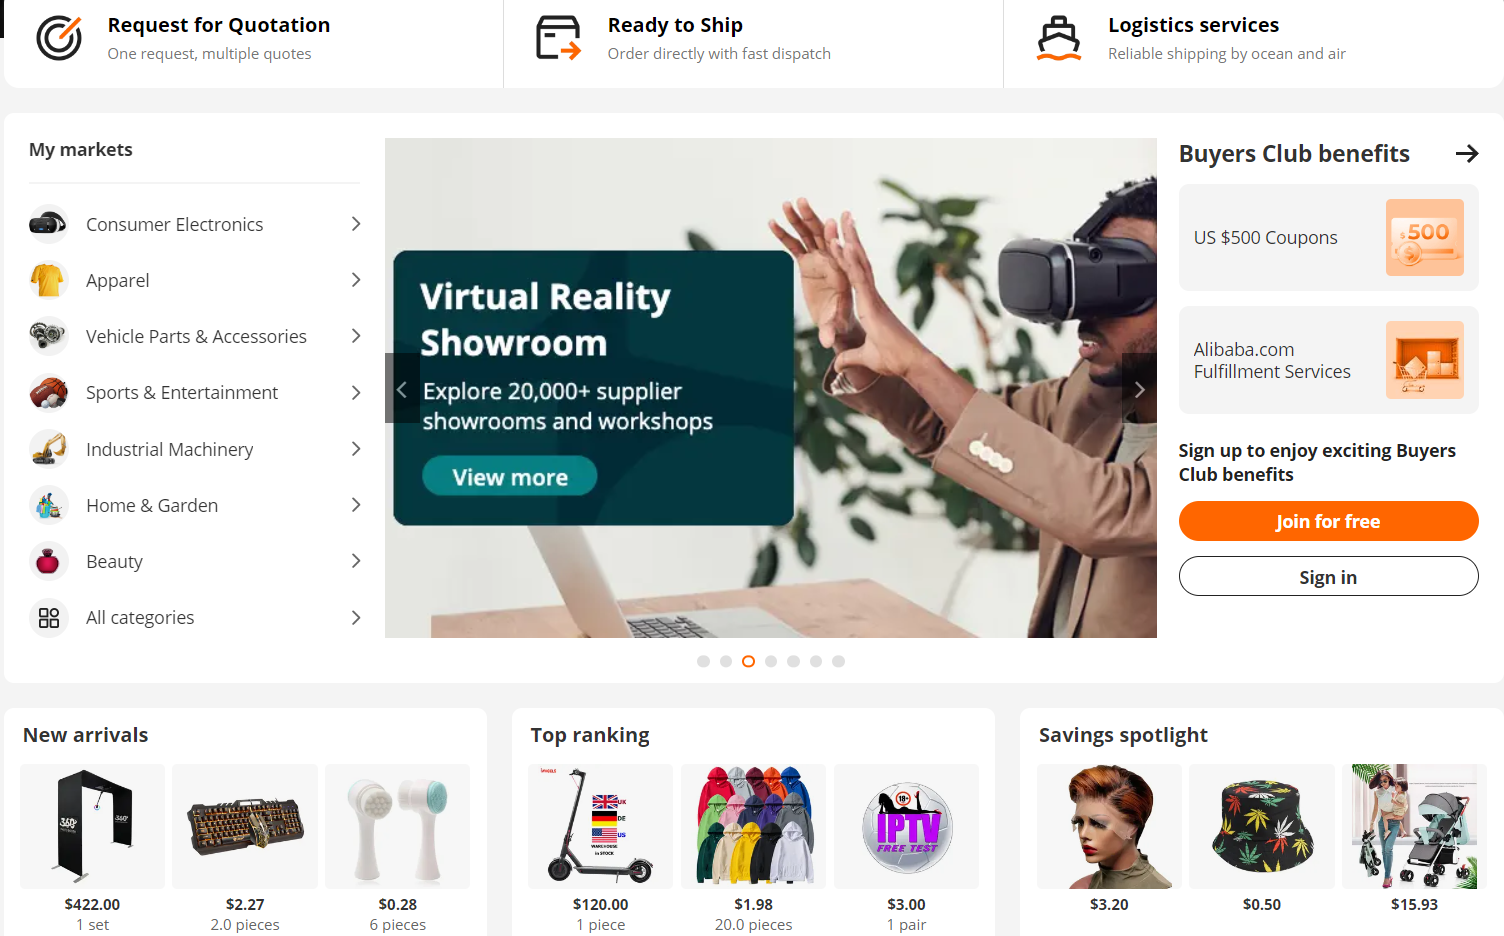 Request for Quotation
One request, multiple quotes
Ready to Ship
Order directly with fast dispatch
Logistics services
Reliable shipping by ocean and air
My markets
Consumer Electronics
Apparel
Vehicle Parts & Accessories
Sports & Entertainment
Industrial Machinery
Home & Garden
Beauty
All categories
Virtual Reality
Showroom
Explore 20,000+ supplier
showrooms and workshops
View more
Buyers Club benefits
US $500 Coupons
$500
Alibaba.com
Fulfillment Services
Sign up to enjoy exciting Buyers
Club benefits
Join for free
Sign in
New arrivals
360°
360°
$422.00
1 set
$2.27
2.0 pieces
$0.28
6 pieces
Top ranking
UK
DE
US
WAREHOUSE
in STOCK
$120.00
1 piece
$1.98
20.0 pieces
18+
IPTV
FREE TEST
$3.00
1 pair
Savings spotlight
$3.20
$0.50
$15.93